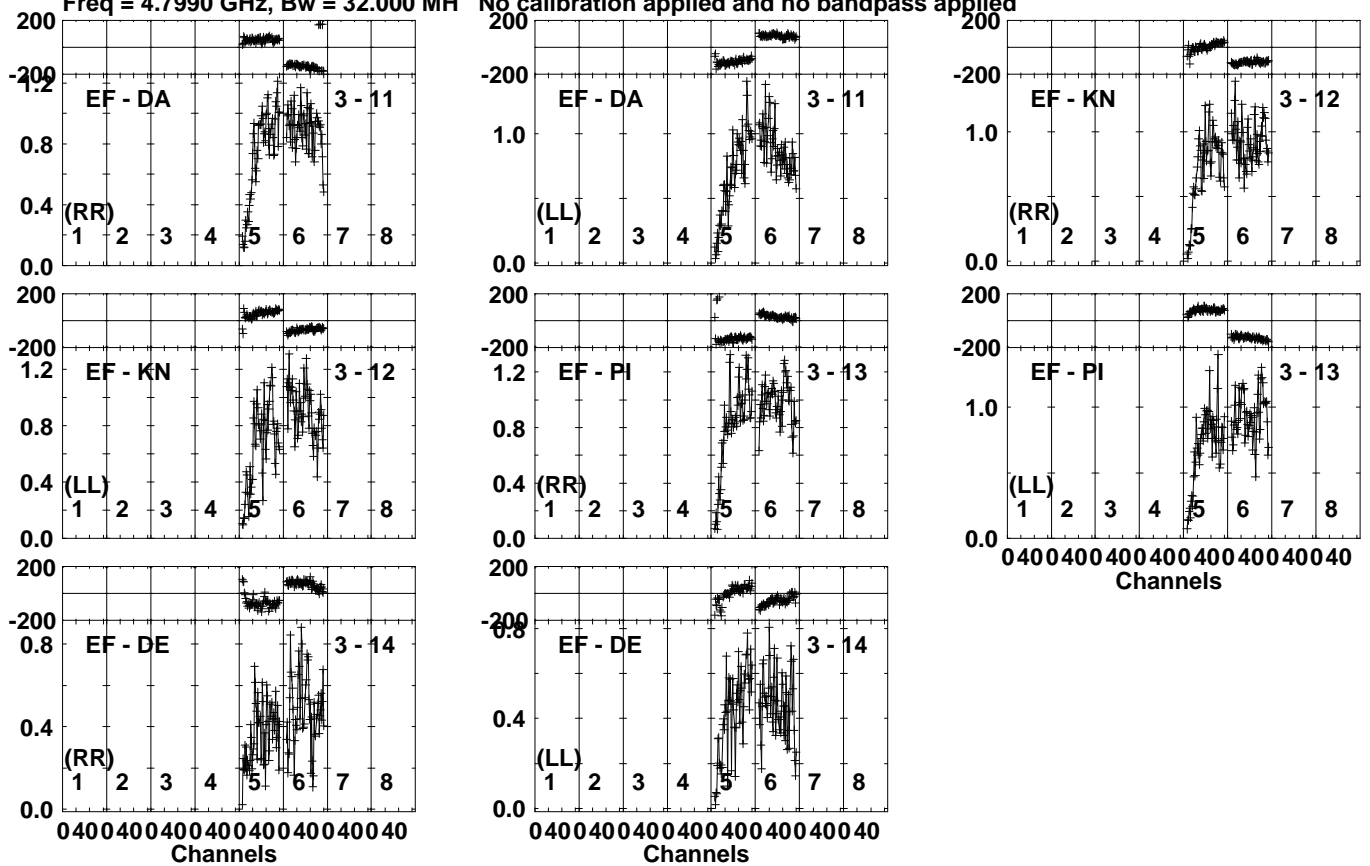 Freq = 4.7990 GHz, Bw = 32.000 MH No calibration applied and no bandpass applied
200
-200
1.2
0.8
0.4
0.0
EF - DA 3 - 11
(RR)
1 2 3 4 5 6 7 8
200
-200
1.0
0.0
EF - DA 3 - 11
(LL)
1 2 3 4 5 6 7 8
200
-200
1.0
0.0
EF - KN 3 - 12
(RR)
1 2 3 4 5 6 7 8
200
-200
1.2
0.8
0.4
0.0
EF - KN 3 - 12
(LL)
1 2 3 4 5 6 7 8
200
-200
1.2
0.8
0.4
0.0
EF - PI 3 - 13
(RR)
1 2 3 4 5 6 7 8
200
-200
1.0
0.0
EF - PI 3 - 13
(LL)
1 2 3 4 5 6 7 8
0 40 0 40 0 40 0 40 0 40 0 40 0 40 0 40
Channels
200
-200
0.8
0.4
0.0
EF - DE 3 - 14
(RR)
1 2 3 4 5 6 7 8
0 40 0 40 0 40 0 40 0 40 0 40 0 40 0 40
Channels
200
-200
0.8
0.4
0.0
EF - DE 3 - 14
(LL)
1 2 3 4 5 6 7 8
0 40 0 40 0 40 0 40 0 40 0 40 0 40 0 40
Channels